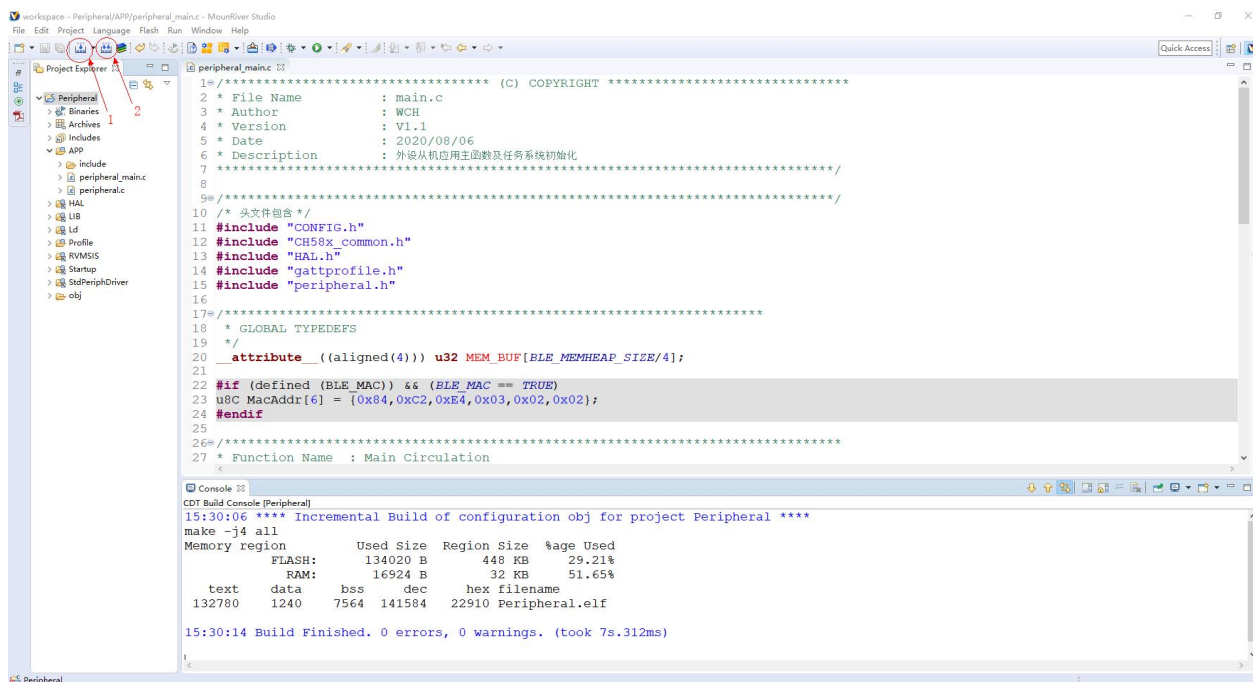 workspace - Peripheral/APP/peripheral_main.c - MounRiver Studio
File Edit Project Language Flash Run Window Help
Quick Access
Project Explorer
1
2
Peripheral
Binaries
Archives
Includes
APP
include
peripheral_main.c
peripheral.c
HAL
LIB
Ld
Profile
RVMSIS
Startup
StdPeriphDriver
obj
peripheral_main.c
1 /********************************** (C) COPYRIGHT *******************************
2 * File Name : main.c
3 * Author : WCH
4 * Version : V1.1
5 * Date : 2020/08/06
6 * Description : 外设从机应用主函数及任务系统初始化
7 *******************************************************************************/
8
9 /******************************************************************************/
10 /* 头文件包含 */
11 #include "CONFIG.h"
12 #include "CH58x_common.h"
13 #include "HAL.h"
14 #include "gattprofile.h"
15 #include "peripheral.h"
16
17 /*********************************************************************
18 * GLOBAL TYPEDEFS
19 */
20 __attribute__((aligned(4))) u32 MEM_BUF[BLE_MEMHEAP_SIZE/4];
21
22 #if (defined (BLE_MAC)) && (BLE_MAC == TRUE)
23 u8C MacAddr[6] = {0x84,0xC2,0xE4,0x03,0x02,0x02};
24 #endif
25
26 /*******************************************************************************
27 * Function Name : Main Circulation
Console
CDT Build Console [Peripheral]
15:30:06 **** Incremental Build of configuration obj for project Peripheral ****
make -j4 all
Memory region Used Size Region Size %age Used
FLASH: 134020 B 448 KB 29.21%
RAM: 16924 B 32 KB 51.65%
text data bss dec hex filename
132780 1240 7564 141584 22910 Peripheral.elf
15:30:14 Build Finished. 0 errors, 0 warnings. (took 7s.312ms)
Peripheral